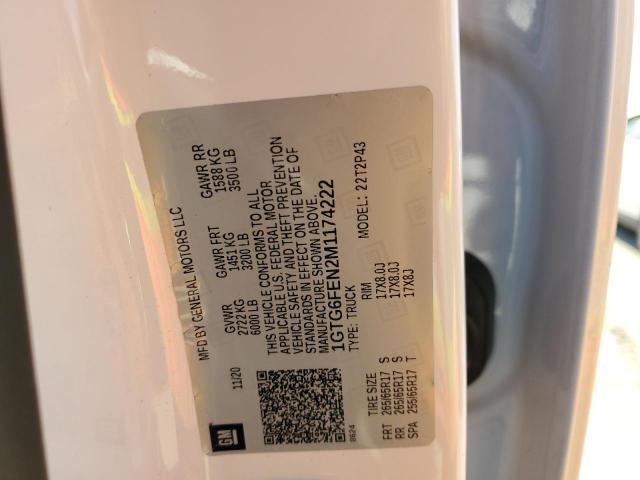 MFD BY GENERAL MOTORS LLC
11/20
GVWR
2722 KG
6000 LB
GAWR FRT
1451 KG
3200 LB
GAWR RR
1588 KG
3500 LB
THIS VEHICLE CONFORMS TO ALL
APPLICABLE U.S. FEDERAL MOTOR
VEHICLE SAFETY AND THEFT PREVENTION
STANDARDS IN EFFECT ON THE DATE OF
MANUFACTURE SHOWN ABOVE.
1GTG6FEN2M1174222
TYPE: TRUCK
MODEL: 22T2P43
GM
8624
TIRE SIZE RIM
FRT 265/65R17 S 17X8.0J
RR 265/65R17 S 17X8.0J
SPA 255/65R17 T 17X8J